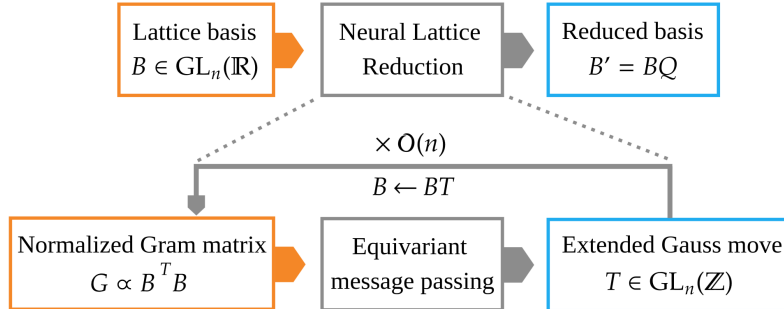 Lattice basis
B ∈ GLₙ(ℝ)
Neural Lattice
Reduction
Reduced basis
B′ = BQ
× O(n)
B ← BT
Normalized Gram matrix
G ∝ Bᵀ B
Equivariant
message passing
Extended Gauss move
T ∈ GLₙ(ℤ)